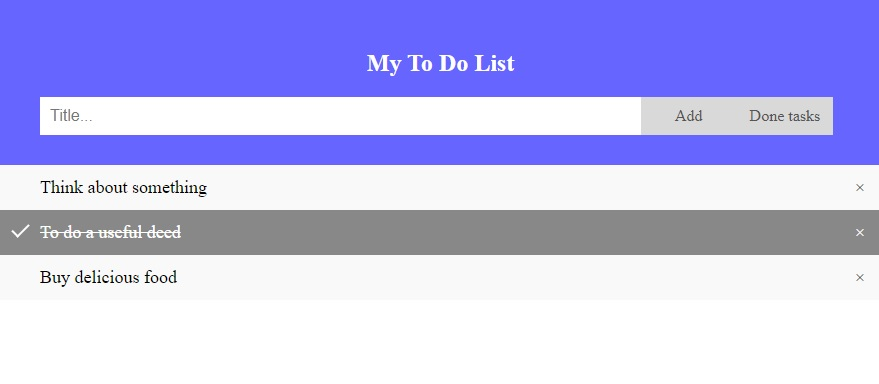 My To Do List
Title... Add Done tasks
Think about something ×
To do a useful deed ×
Buy delicious food ×